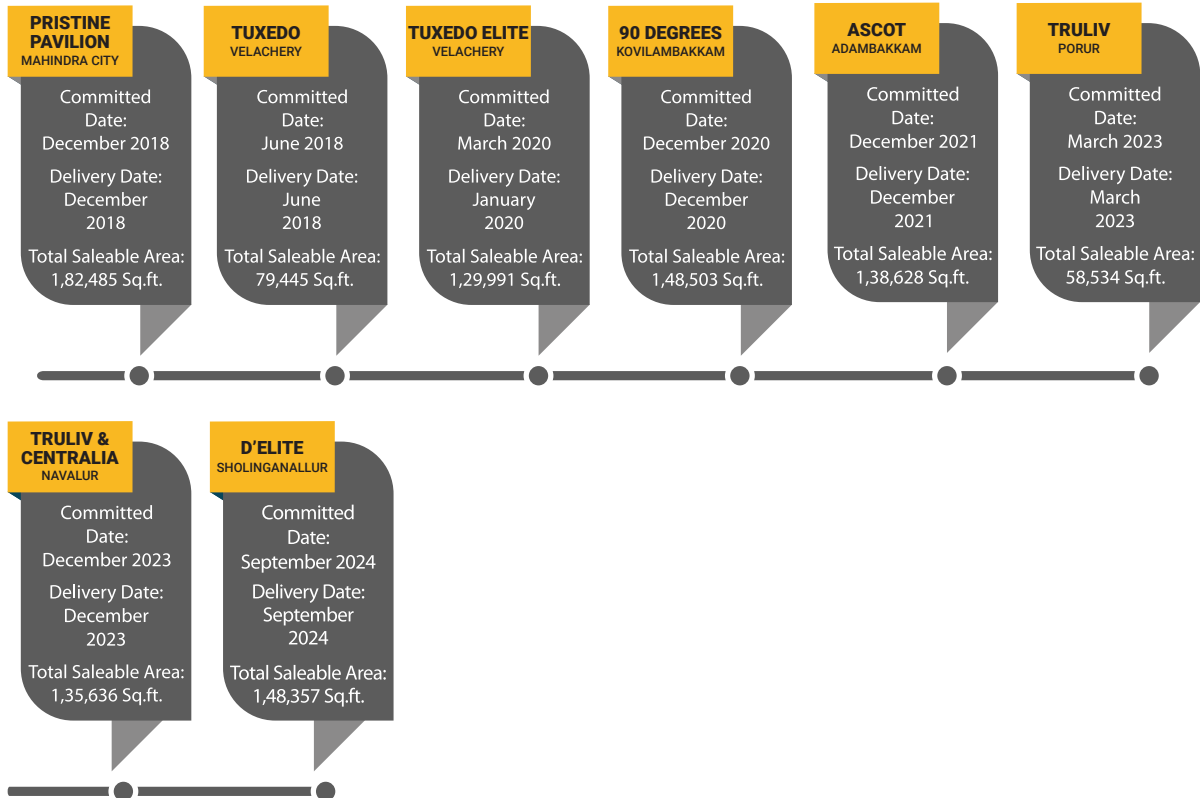 PRISTINE
PAVILION
MAHINDRA CITY
Committed
Date:
December 2018
Delivery Date:
December
2018
Total Saleable Area:
1,82,485 Sq.ft.
TUXEDO
VELACHERY
Committed
Date:
June 2018
Delivery Date:
June
2018
Total Saleable Area:
79,445 Sq.ft.
TUXEDO ELITE
VELACHERY
Committed
Date:
March 2020
Delivery Date:
January
2020
Total Saleable Area:
1,29,991 Sq.ft.
90 DEGREES
KOVILAMBAKKAM
Committed
Date:
December 2020
Delivery Date:
December
2020
Total Saleable Area:
1,48,503 Sq.ft.
ASCOT
ADAMBAKKAM
Committed
Date:
December 2021
Delivery Date:
December
2021
Total Saleable Area:
1,38,628 Sq.ft.
TRULIV
PORUR
Committed
Date:
March 2023
Delivery Date:
March
2023
Total Saleable Area:
58,534 Sq.ft.
TRULIV &
CENTRALIA
NAVALUR
Committed
Date:
December 2023
Delivery Date:
December
2023
Total Saleable Area:
1,35,636 Sq.ft.
D’ELITE
SHOLINGANALLUR
Committed
Date:
September 2024
Delivery Date:
September
2024
Total Saleable Area:
1,48,357 Sq.ft.